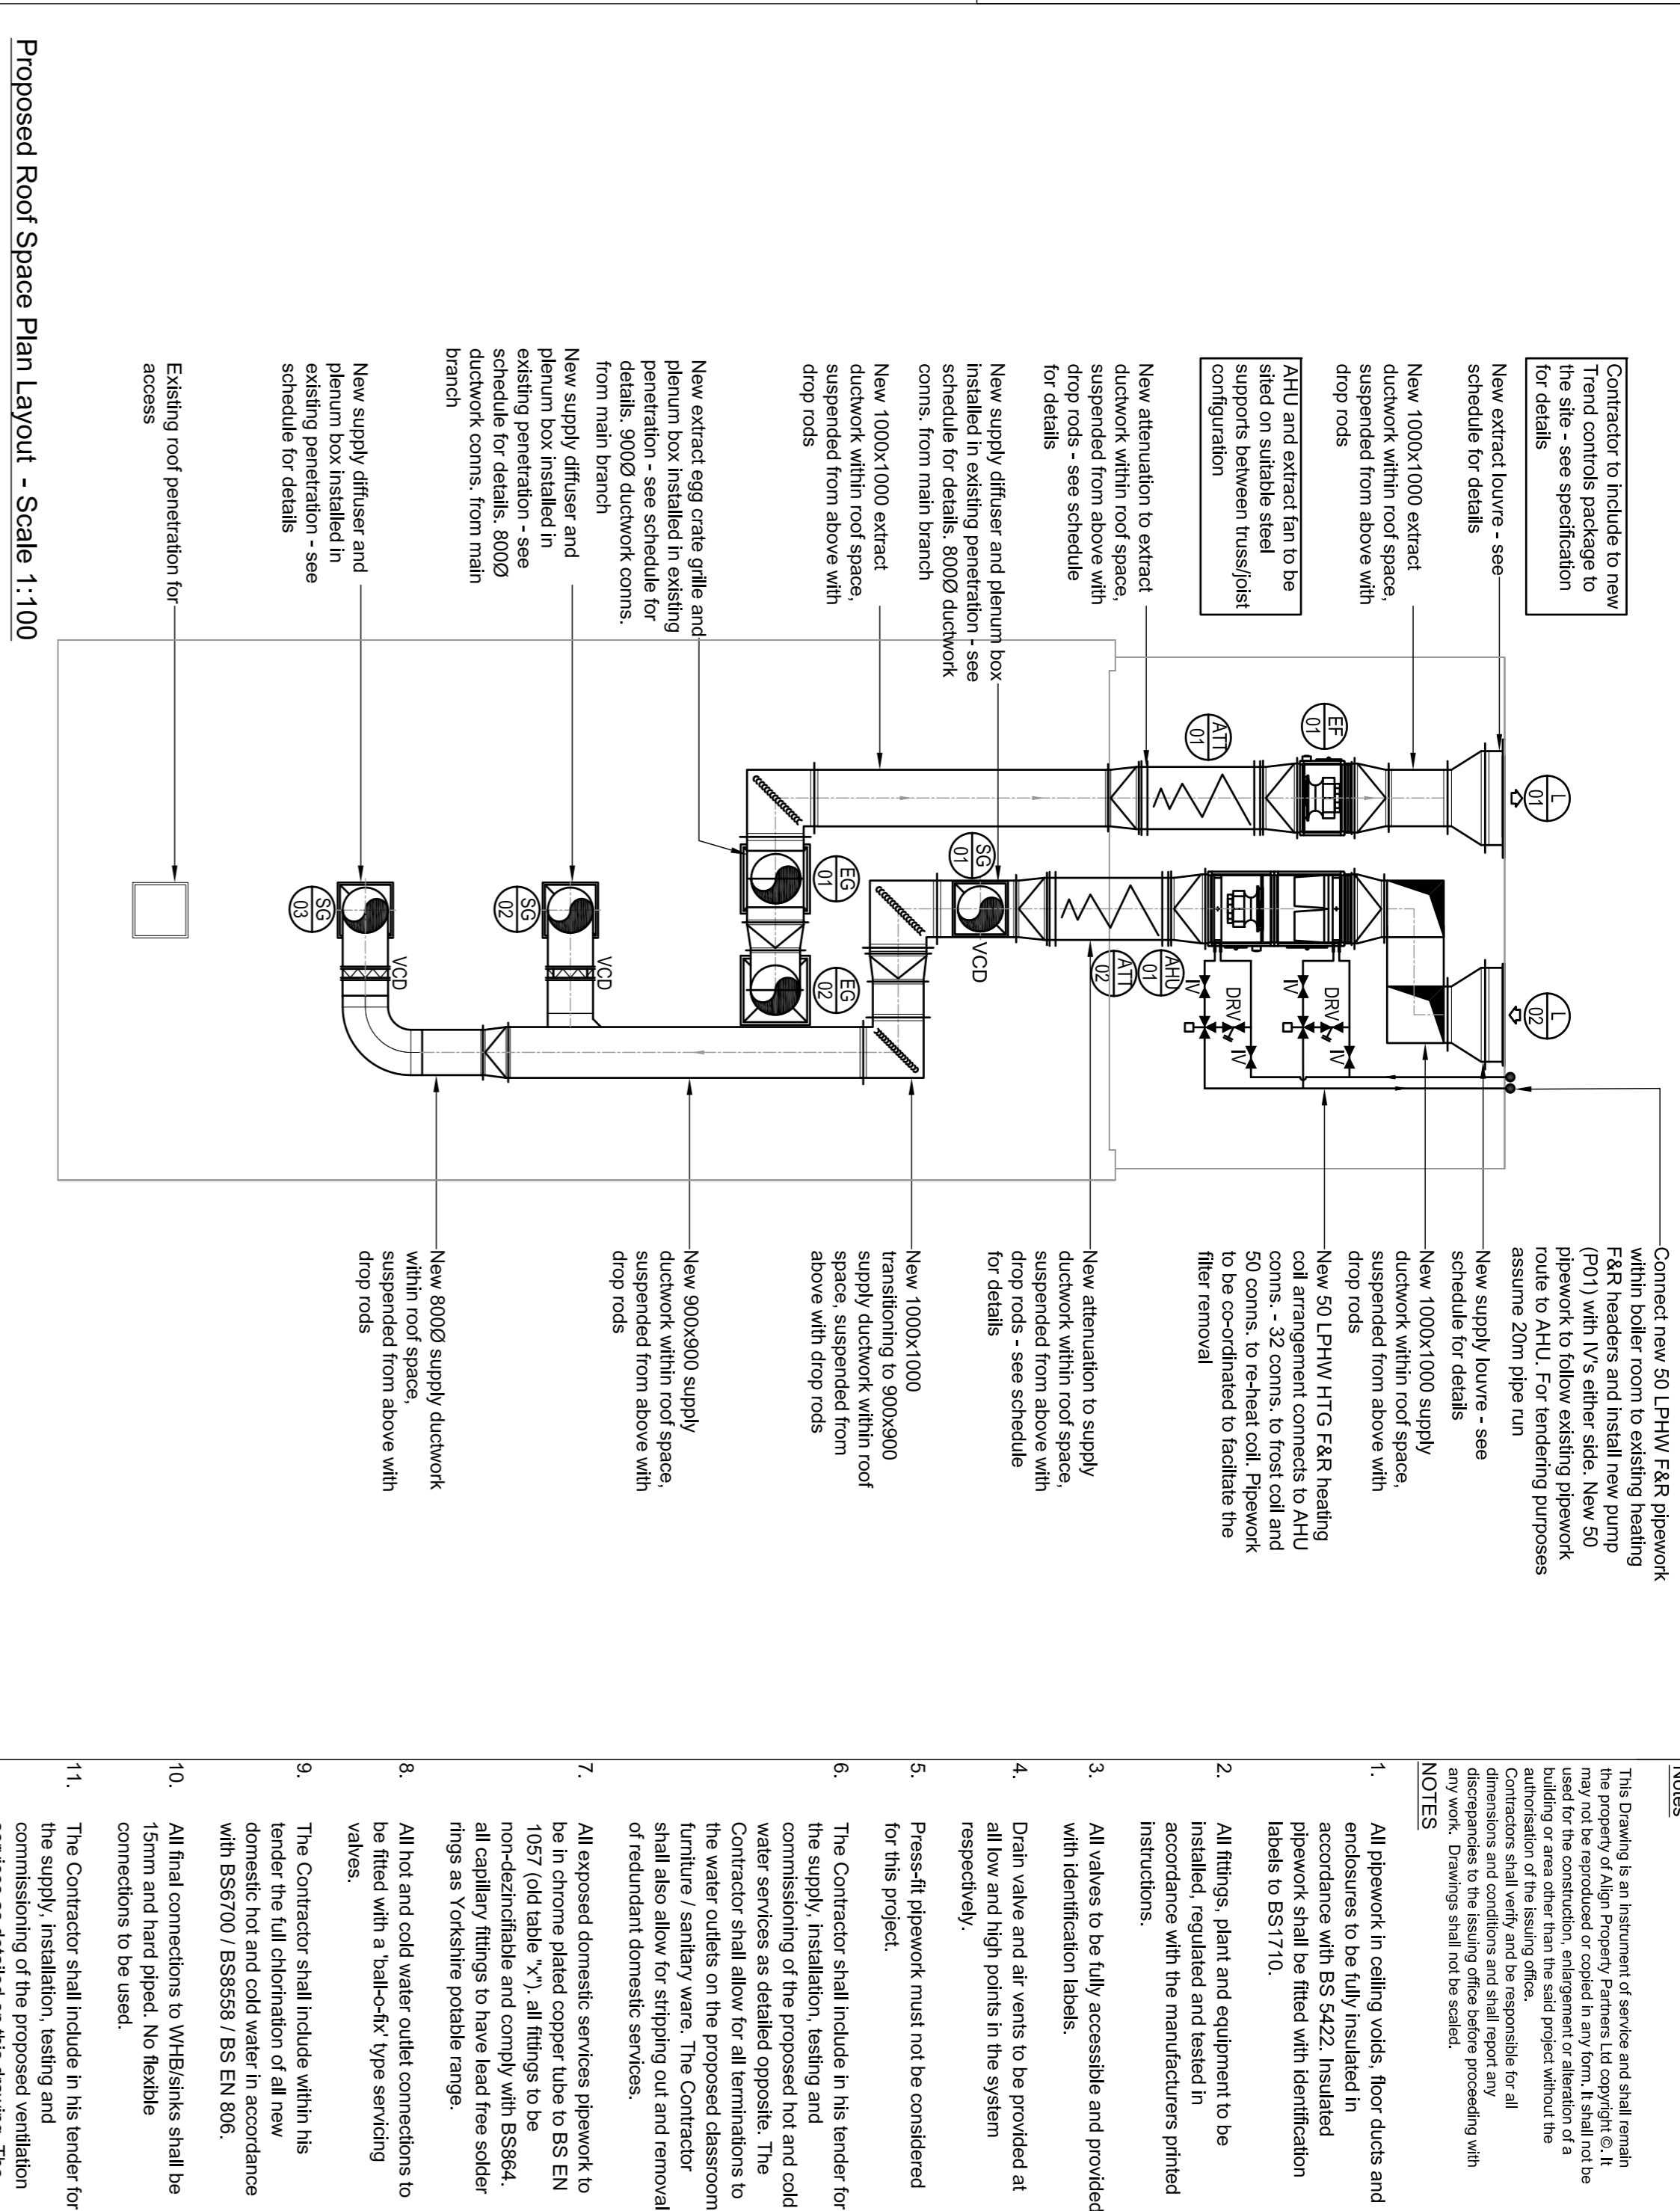 Contractor to include to new
Trend controls package to
the site - see specification
for details
New extract louvre - see
schedule for details
New 1000x1000 extract
ductwork within roof space,
suspended from above with
drop rods
AHU and extract fan to be
sited on suitable steel
supports between truss/joist
configuration
New attenuation to extract
ductwork within roof space,
suspended from above with
drop rods - see schedule
for details
New supply diffuser and plenum box
installed in existing penetration - see
schedule for details. 800Ø ductwork
conns. from main branch
New 1000x1000 extract
ductwork within roof space,
suspended from above with
drop rods
New extract egg crate grille and
plenum box installed in existing
penetration - see schedule for
details. 900Ø ductwork conns.
from main branch
New supply diffuser and
plenum box installed in
existing penetration - see
schedule for details. 800Ø
ductwork conns. from main
branch
New supply diffuser and
plenum box installed in
existing penetration - see
schedule for details
Existing roof penetration for
access
L
01
L
02
EF
01
ATT
01
AHU
01
ATT
02
SG
01
VCD
EG
01
EG
02
SG
02
VCD
SG
03
VCD
IV
DRV
IV
IV
DRV
IV
Connect new 50 LPHW F&R pipework
within boiler room to existing heating
F&R headers and install new pump
(P01) with IV's either side. New 50
pipework to follow existing pipework
route to AHU. For tendering purposes
assume 20m pipe run
New supply louvre - see
schedule for details
New 1000x1000 supply
ductwork within roof space,
suspended from above with
drop rods
New 50 LPHW HTG F&R heating
coil arrangement connects to AHU
conns. - 32 conns. to frost coil and
50 conns. to re-heat coil. Pipework
to be co-ordinated to faciltate the
filter removal
New attenuation to supply
ductwork within roof space,
suspended from above with
drop rods - see schedule
for details
New 1000x1000
transitioning to 900x900
supply ductwork within roof
space, suspended from
above with drop rods
New 900x900 supply
ductwork within roof space,
suspended from above with
drop rods
New 800Ø supply ductwork
within roof space,
suspended from above with
drop rods
Proposed Roof Space Plan Layout - Scale 1:100
Notes
This Drawing is an Instrument of service and shall remain
the property of Align Property Partners Ltd copyright ©. It
may not be reproduced or copied in any form. It shall not be
used for the construction, enlargement or alteration of a
building or area other than the said project without the
authorisation of the issuing office.
Contractors shall verify and be responsible for all
dimensions and conditions and shall report any
discrepancies to the issuing office before proceeding with
any work. Drawings shall not be scaled.
NOTES
1. All pipework in ceiling voids, floor ducts and
enclosures to be fully insulated in
accordance with BS 5422. Insulated
pipework shall be fitted with identification
labels to BS1710.
2. All fittings, plant and equipment to be
installed, regulated and tested in
accordance with the manufacturers printed
instructions.
3. All valves to be fully accessible and provided
with identification labels.
4. Drain valve and air vents to be provided at
all low and high points in the system
respectively.
5. Press-fit pipework must not be considered
for this project.
6. The Contractor shall include in his tender for
the supply, installation, testing and
commissioning of the proposed hot and cold
water services as detailed opposite. The
Contractor shall allow for all terminations to
the water outlets on the proposed classroom
furniture / sanitary ware. The Contractor
shall also allow for stripping out and removal
of redundant domestic services.
7. All exposed domestic services pipework to
be in chrome plated copper tube to BS EN
1057 (old table "x"). all fittings to be
non-dezincifiable and comply with BS864.
all capillary fittings to have lead free solder
rings as Yorkshire potable range.
8. All hot and cold water outlet connections to
be fitted with a 'ball-o-fix' type servicing
valves.
9. The Contractor shall include within his
tender the full chlorination of all new
domestic hot and cold water in accordance
with BS6700 / BS8558 / BS EN 806.
10. All final connections to WHB/sinks shall be
15mm and hard piped. No flexible
connections to be used.
11. The Contractor shall include in his tender for
the supply, installation, testing and
commissioning of the proposed ventilation
services as detailed on this drawing. The